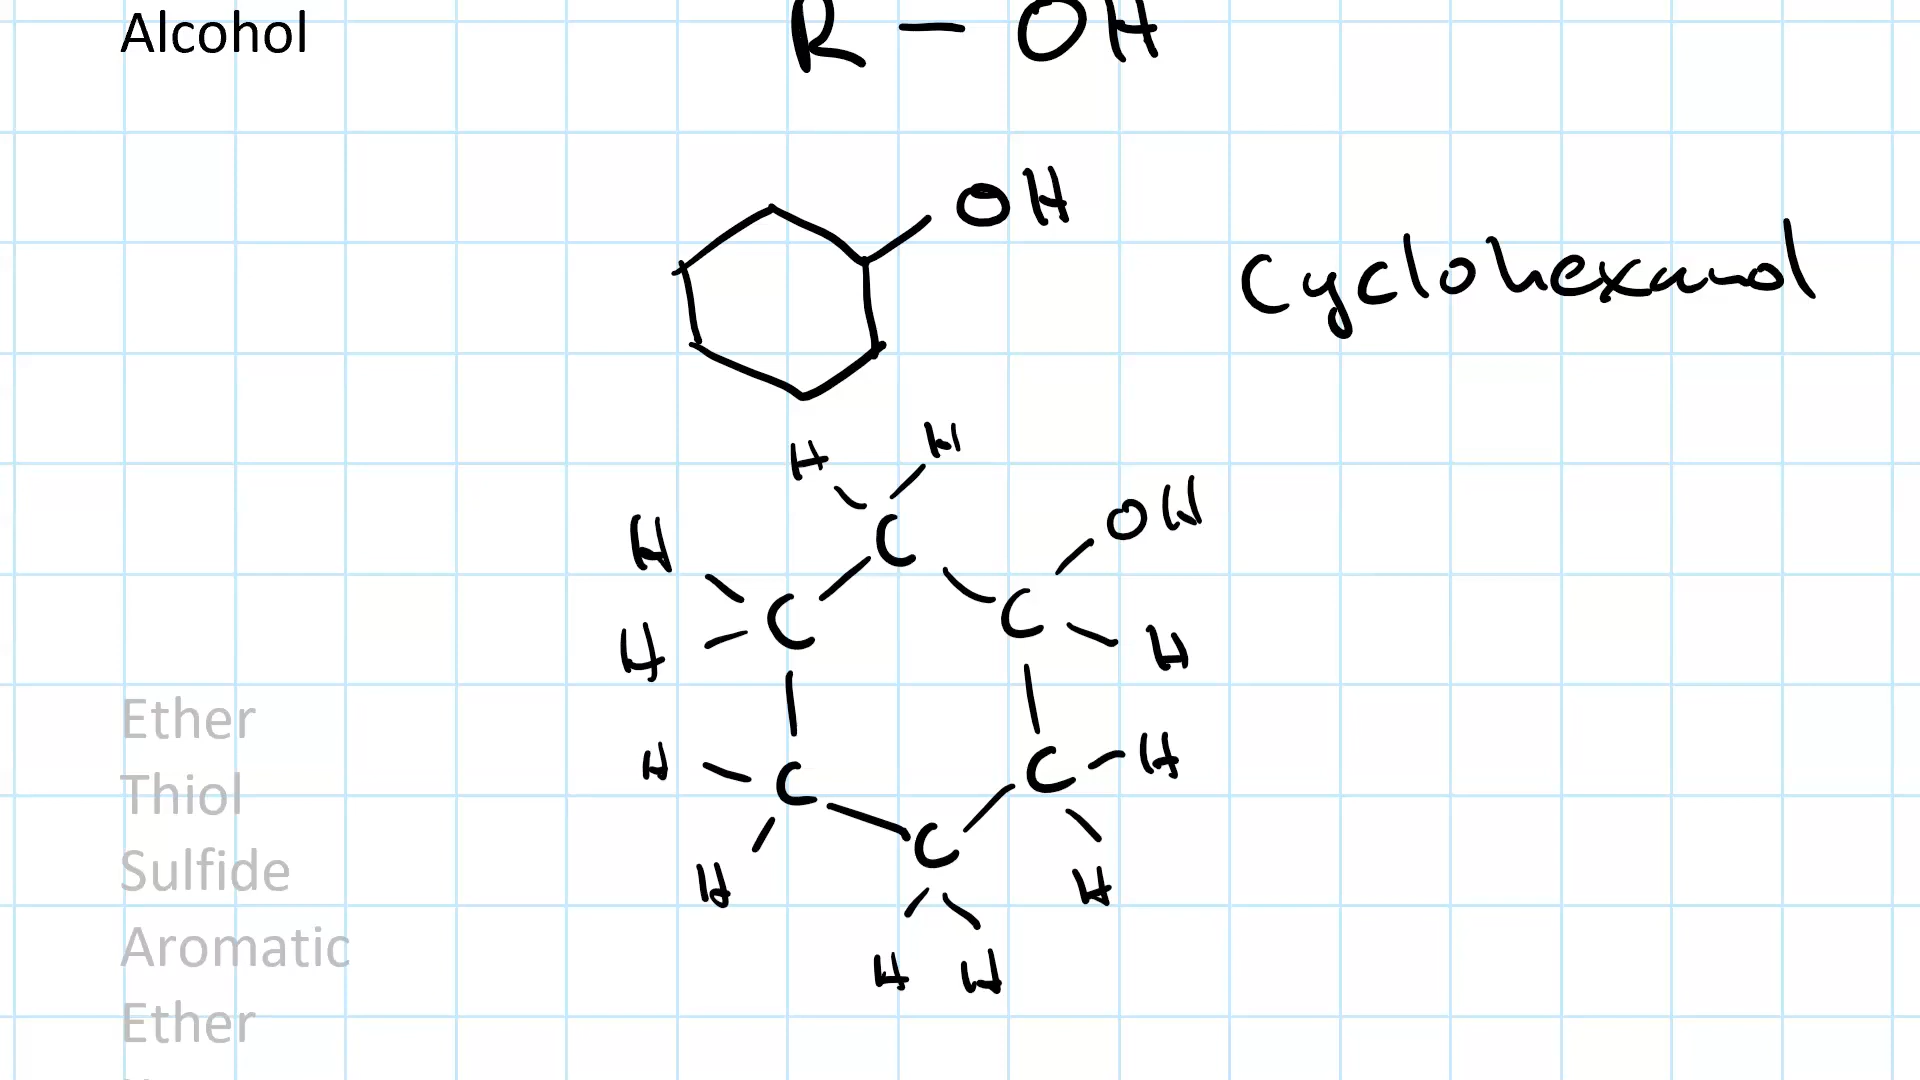 Alcohol R — OH
OH
Cyclohexanol
H H
H C OH
C C
H H
H C C H
C
H H
H H
Ether
Thiol
Sulfide
Aromatic
Ether